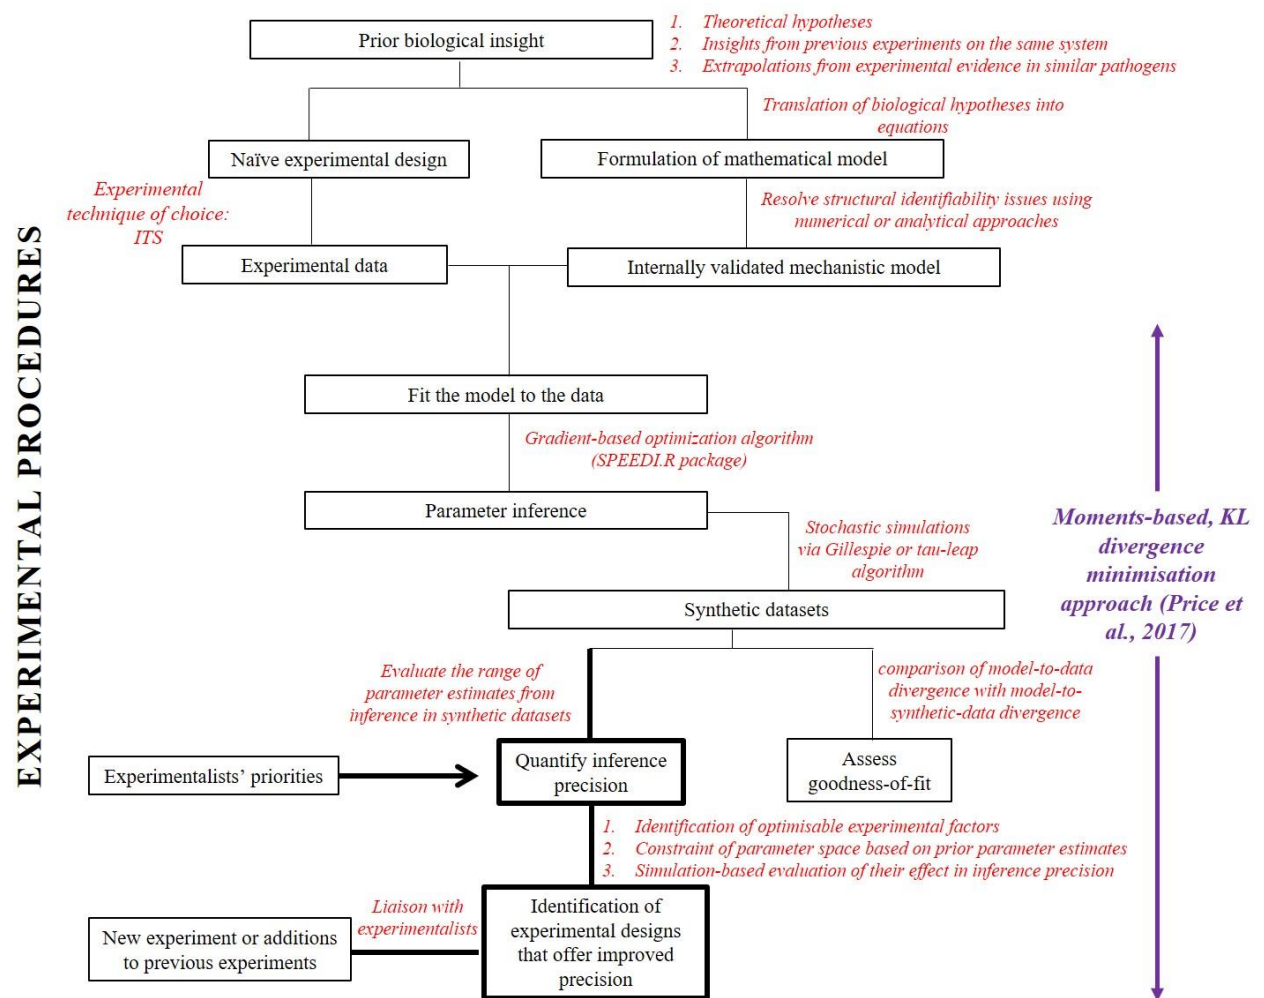 EXPERIMENTAL PROCEDURES
Prior biological insight
1. Theoretical hypotheses
2. Insights from previous experiments on the same system
3. Extrapolations from experimental evidence in similar pathogens
Translation of biological hypotheses into
equations
Naïve experimental design
Formulation of mathematical model
Experimental
technique of choice:
ITS
Resolve structural identifiability issues using
numerical or analytical approaches
Experimental data
Internally validated mechanistic model
Fit the model to the data
Gradient-based optimization algorithm
(SPEEDI.R package)
Parameter inference
Stochastic simulations
via Gillespie or tau-leap
algorithm
Moments-based, KL
divergence
minimisation
approach (Price et
al., 2017)
Synthetic datasets
Evaluate the range of
parameter estimates from
inference in synthetic datasets
comparison of model-to-data
divergence with model-to-
synthetic-data divergence
Experimentalists’ priorities
Quantify inference
precision
Assess
goodness-of-fit
1. Identification of optimisable experimental factors
2. Constraint of parameter space based on prior parameter estimates
3. Simulation-based evaluation of their effect in inference precision
Liaison with
experimentalists
New experiment or additions
to previous experiments
Identification of
experimental designs
that offer improved
precision